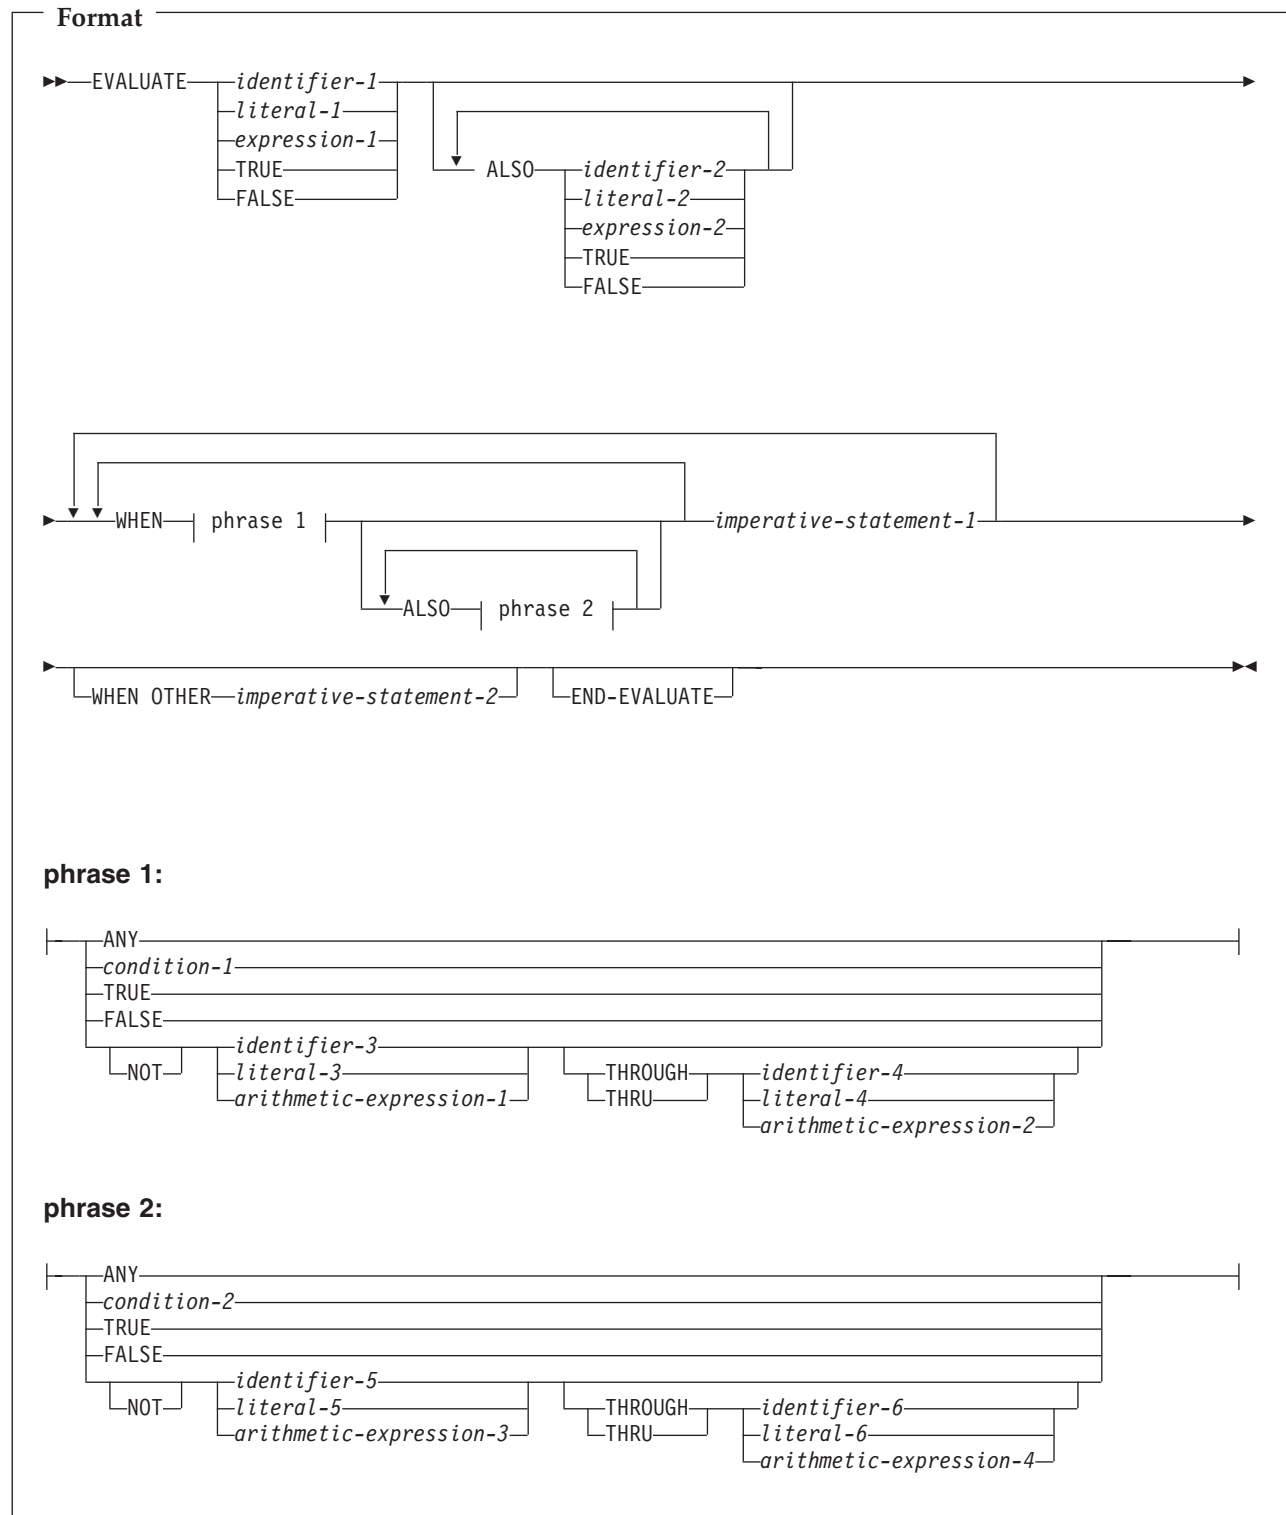 Format
EVALUATE identifier-1
literal-1
expression-1
TRUE
FALSE
ALSO identifier-2
literal-2
expression-2
TRUE
FALSE
WHEN phrase 1 imperative-statement-1
ALSO phrase 2
WHEN OTHER imperative-statement-2 END-EVALUATE
phrase 1:
ANY
condition-1
TRUE
FALSE
NOT identifier-3
literal-3
arithmetic-expression-1
THROUGH identifier-4
THRU literal-4
arithmetic-expression-2
phrase 2:
ANY
condition-2
TRUE
FALSE
NOT identifier-5
literal-5
arithmetic-expression-3
THROUGH identifier-6
THRU literal-6
arithmetic-expression-4